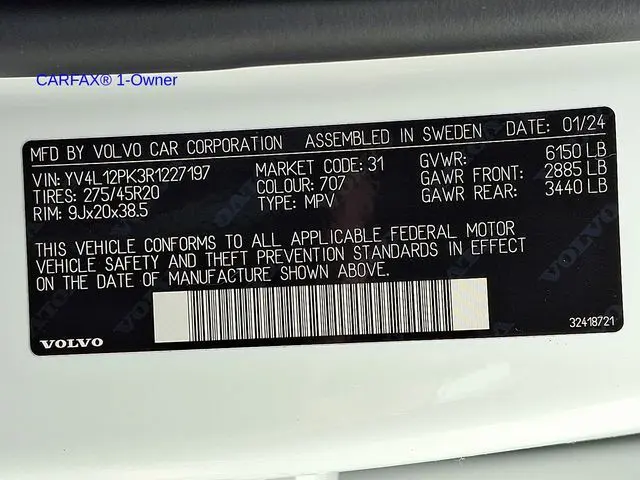 CARFAX® 1-Owner
MFD BY VOLVO CAR CORPORATION ASSEMBLED IN SWEDEN DATE: 01/24
VIN: YV4L12PK3R1227197 MARKET CODE: 31 GVWR: 6150 LB
TIRES: 275/45R20 COLOUR: 707 GAWR FRONT: 2885 LB
RIM: 9Jx20x38.5 TYPE: MPV GAWR REAR: 3440 LB
THIS VEHICLE CONFORMS TO ALL APPLICABLE FEDERAL MOTOR
VEHICLE SAFETY AND THEFT PREVENTION STANDARDS IN EFFECT
ON THE DATE OF MANUFACTURE SHOWN ABOVE.
VOLVO 32418721